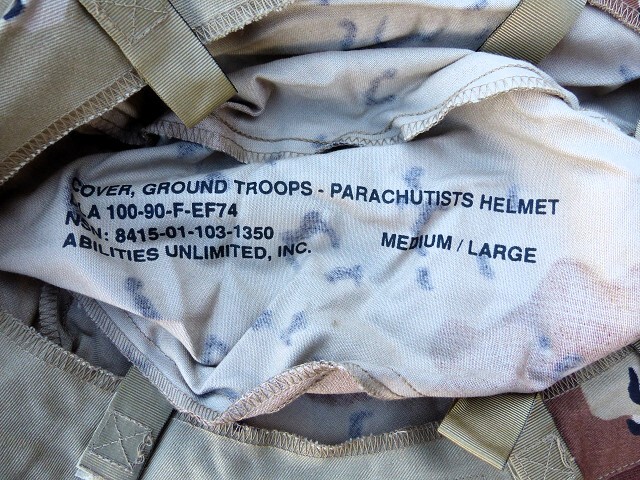 COVER, GROUND TROOPS - PARACHUTISTS HELMET
DLA 100-90-F-EF74
NSN: 8415-01-103-1350
ABILITIES UNLIMITED, INC. MEDIUM / LARGE